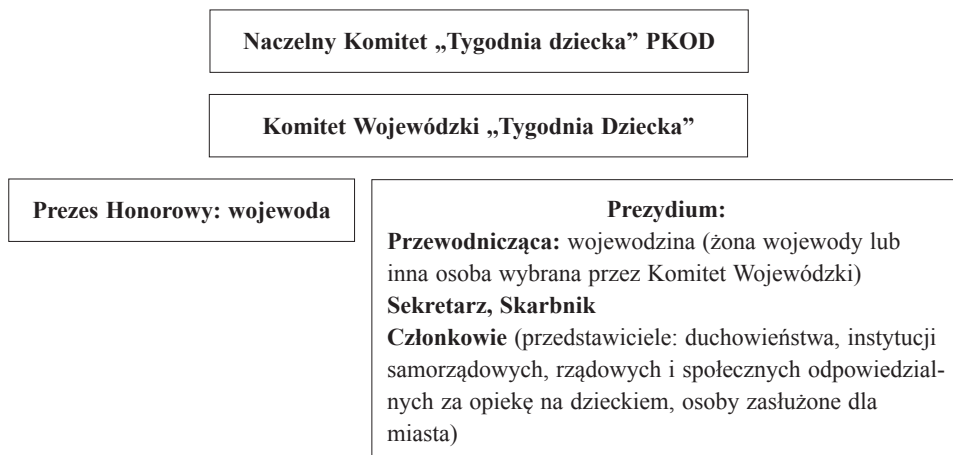 Naczelny Komitet „Tygodnia dziecka” PKOD
Komitet Wojewódzki „Tygodnia Dziecka”
Prezes Honorowy: wojewoda
Prezydium:
Przewodnicząca: wojewodzina (żona wojewody lub
inna osoba wybrana przez Komitet Wojewódzki)
Sekretarz, Skarbnik
Członkowie (przedstawiciele: duchowieństwa, instytucji
samorządowych, rządowych i społecznych odpowiedzial-
nych za opiekę na dzieckiem, osoby zasłużone dla
miasta)